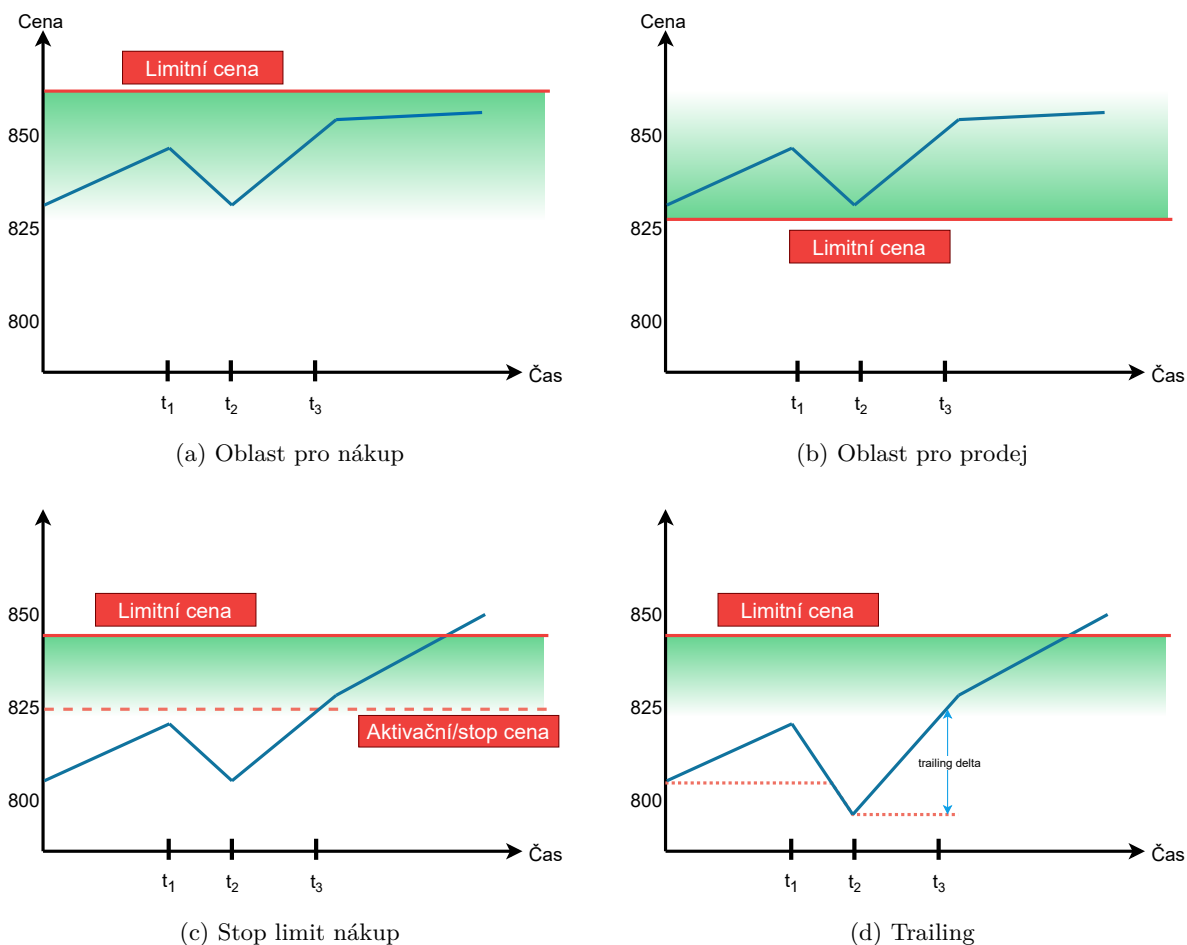 Cena
Limitní cena
850
825
800
Čas
t1
t2
t3
(a) Oblast pro nákup
Cena
850
825
Limitní cena
800
Čas
t1
t2
t3
(b) Oblast pro prodej
850
Limitní cena
825
Aktivační/stop cena
800
Čas
t1
t2
t3
(c) Stop limit nákup
850
Limitní cena
825
trailing delta
800
Čas
t1
t2
t3
(d) Trailing